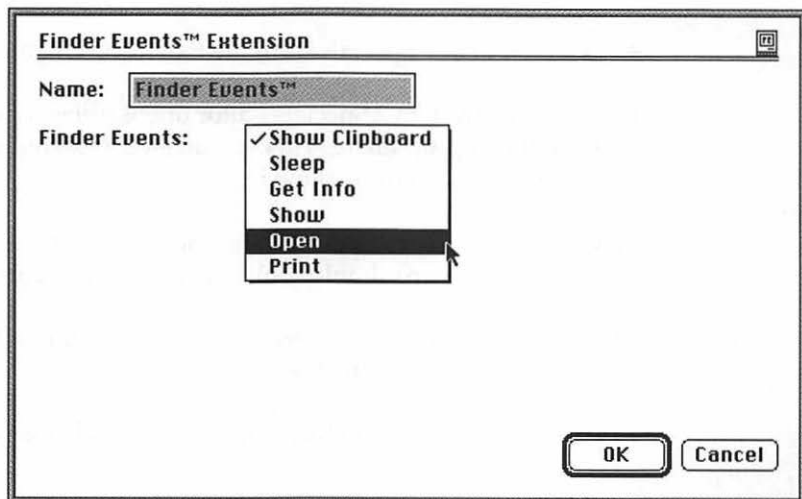 Finder Events™ Extension
Name: Finder Events™
Finder Events: ✓Show Clipboard
Sleep
Get Info
Show
Open
Print
OK Cancel